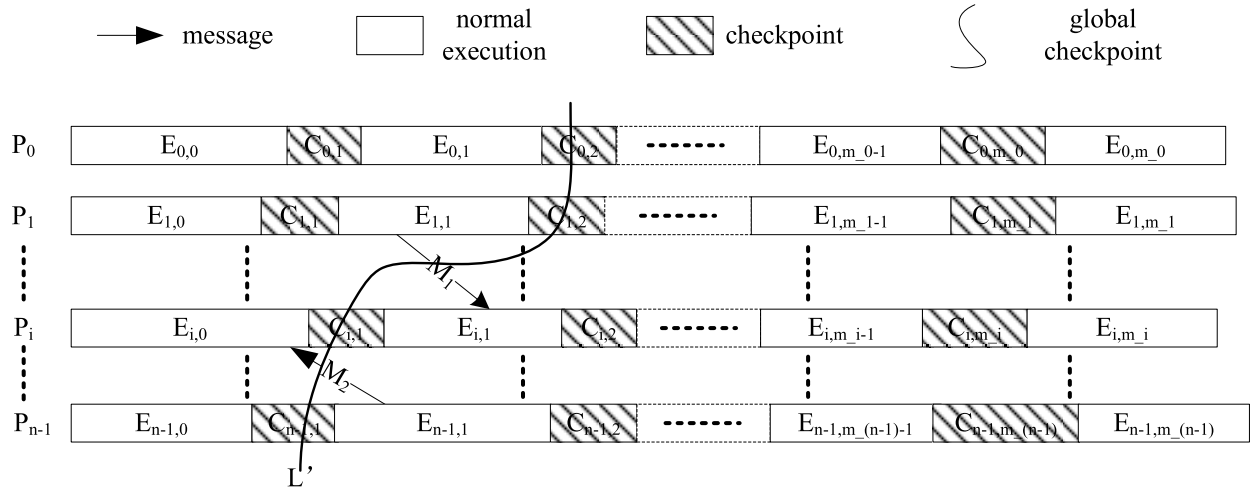 message
normal execution
checkpoint
global checkpoint
P0 E0,0 C0,1 E0,1 C0,2 E0,m_0-1 C0,m_0 E0,m_0
P1 E1,0 C1,1 E1,1 C1,2 E1,m_1-1 C1,m_1 E1,m_1
M1
Pi Ei,0 Ci,1 Ei,1 Ci,2 Ei,m_i-1 Ci,m_i Ei,m_i
M2
Pn-1 En-1,0 Cn-1,1 En-1,1 Cn-1,2 En-1,m_(n-1)-1 Cn-1,m_(n-1) En-1,m_(n-1)
L’